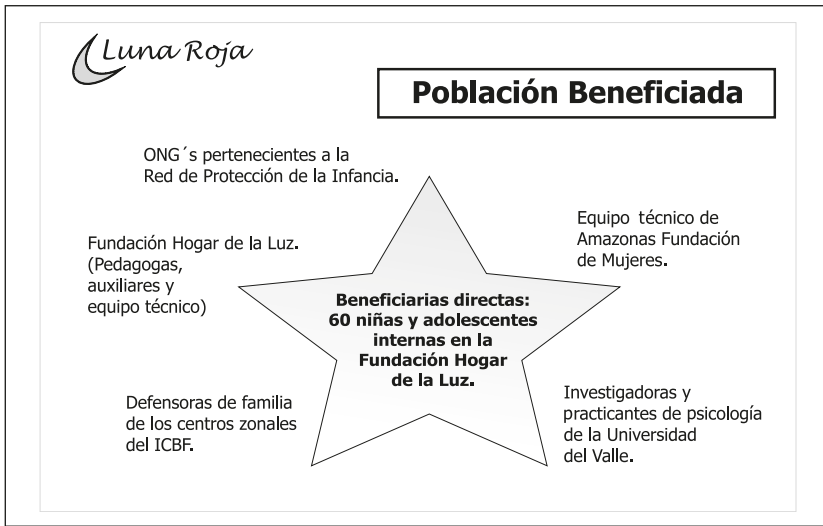 Luna Roja
Población Beneficiada
ONG´s pertenecientes a la
Red de Protección de la Infancia.
Equipo técnico de
Amazonas Fundación
de Mujeres.
Fundación Hogar de la Luz.
(Pedagogas,
auxiliares y
equipo técnico)
Beneficiarias directas:
60 niñas y adolescentes
internas en la
Fundación Hogar
de la Luz.
Defensoras de familia
de los centros zonales
del ICBF.
Investigadoras y
practicantes de psicología
de la Universidad
del Valle.